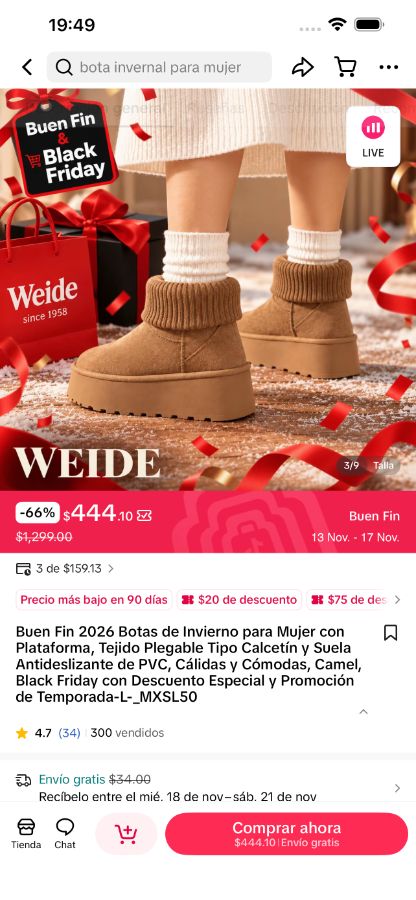 19:49
bota invernal para mujer
Buen Fin
&
Black
Friday
LIVE
Weide
since 1958
WEIDE
3/9 Talla
-66% $444.10
Buen Fin
$1,299.00
13 Nov. - 17 Nov.
3 de $159.13
Precio más bajo en 90 días
$20 de descuento
$75 de des
Buen Fin 2026 Botas de Invierno para Mujer con
Plataforma, Tejido Plegable Tipo Calcetín y Suela
Antideslizante de PVC, Cálidas y Cómodas, Camel,
Black Friday con Descuento Especial y Promoción
de Temporada-L-_MXSL50
4.7 (34) 300 vendidos
Envío gratis $34.00
Recíbelo entre el mié. 18 de nov–sáb. 21 de nov
Tienda
Chat
Comprar ahora
$444.10 | Envío gratis